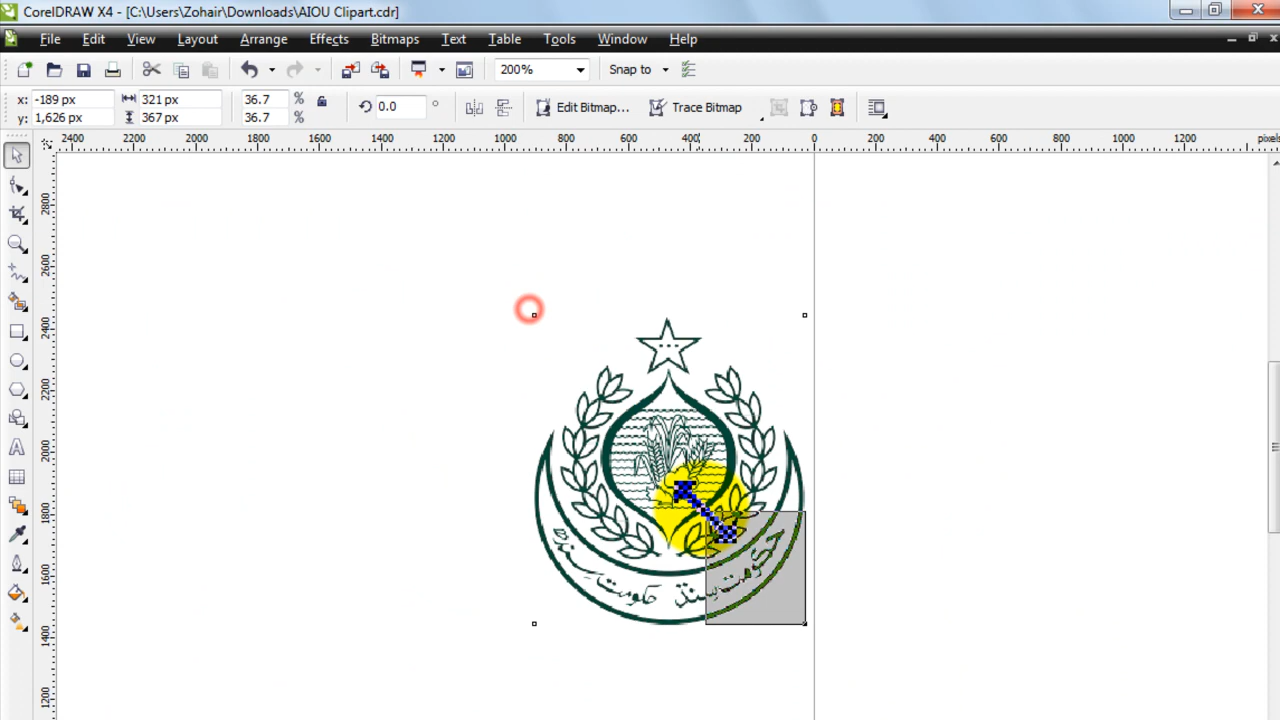 CorelDRAW X4 - [C:\Users\Zohair\Downloads\AIOU Clipart.cdr]
File Edit View Layout Arrange Effects Bitmaps Text Table Tools Window Help
200% Snap to
x: -189 px 321 px 36.7 % 0.0 ° Edit Bitmap... Trace Bitmap
y: 1,626 px 367 px 36.7 %
2400 2200 2000 1800 1600 1400 1200 1000 800 600 400 200 0 200 400 600 800 1000 1200 pixels
2800
2600
2400
2200
2000
1800
1600
1400
1200
حکومت سندھ